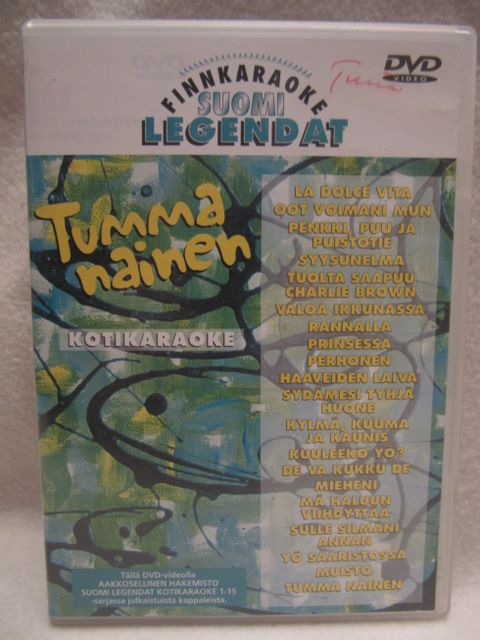 FINNKARAOKE
SUOMI
LEGENDAT
DVD
VIDEO
Tumma
nainen
KOTIKARAOKE
LA DOLCE VITA
OOT VOIMANI MUN
PENKKI, PUU JA
PUISTOTIE
SYYSUNELMA
TUOLTA SAAPUU
CHARLIE BROWN
VALOA IKKUNASSA
RANNALLA
PRINSESSA
PERHONEN
HAAVEIDEN LAIVA
SYDÄMESI TYHJÄ
HUONE
KYLMÄ, KUUMA
JA KAUNIS
KUULEEKO YÖ?
DE VA KUKKU DE
MIEHENI
MÄ HALUUN
VIIHDYTTÄÄ
SULLE SILMÄNI
ANNAN
YÖ SAARISTOSSA
MUISTO
TUMMA NAINEN
Tällä DVD-videolla
AAKKOSELLINEN HAKEMISTO
SUOMI LEGENDAT KOTIKARAOKE 1-15
-sarjassa julkaistuista kappaleista.